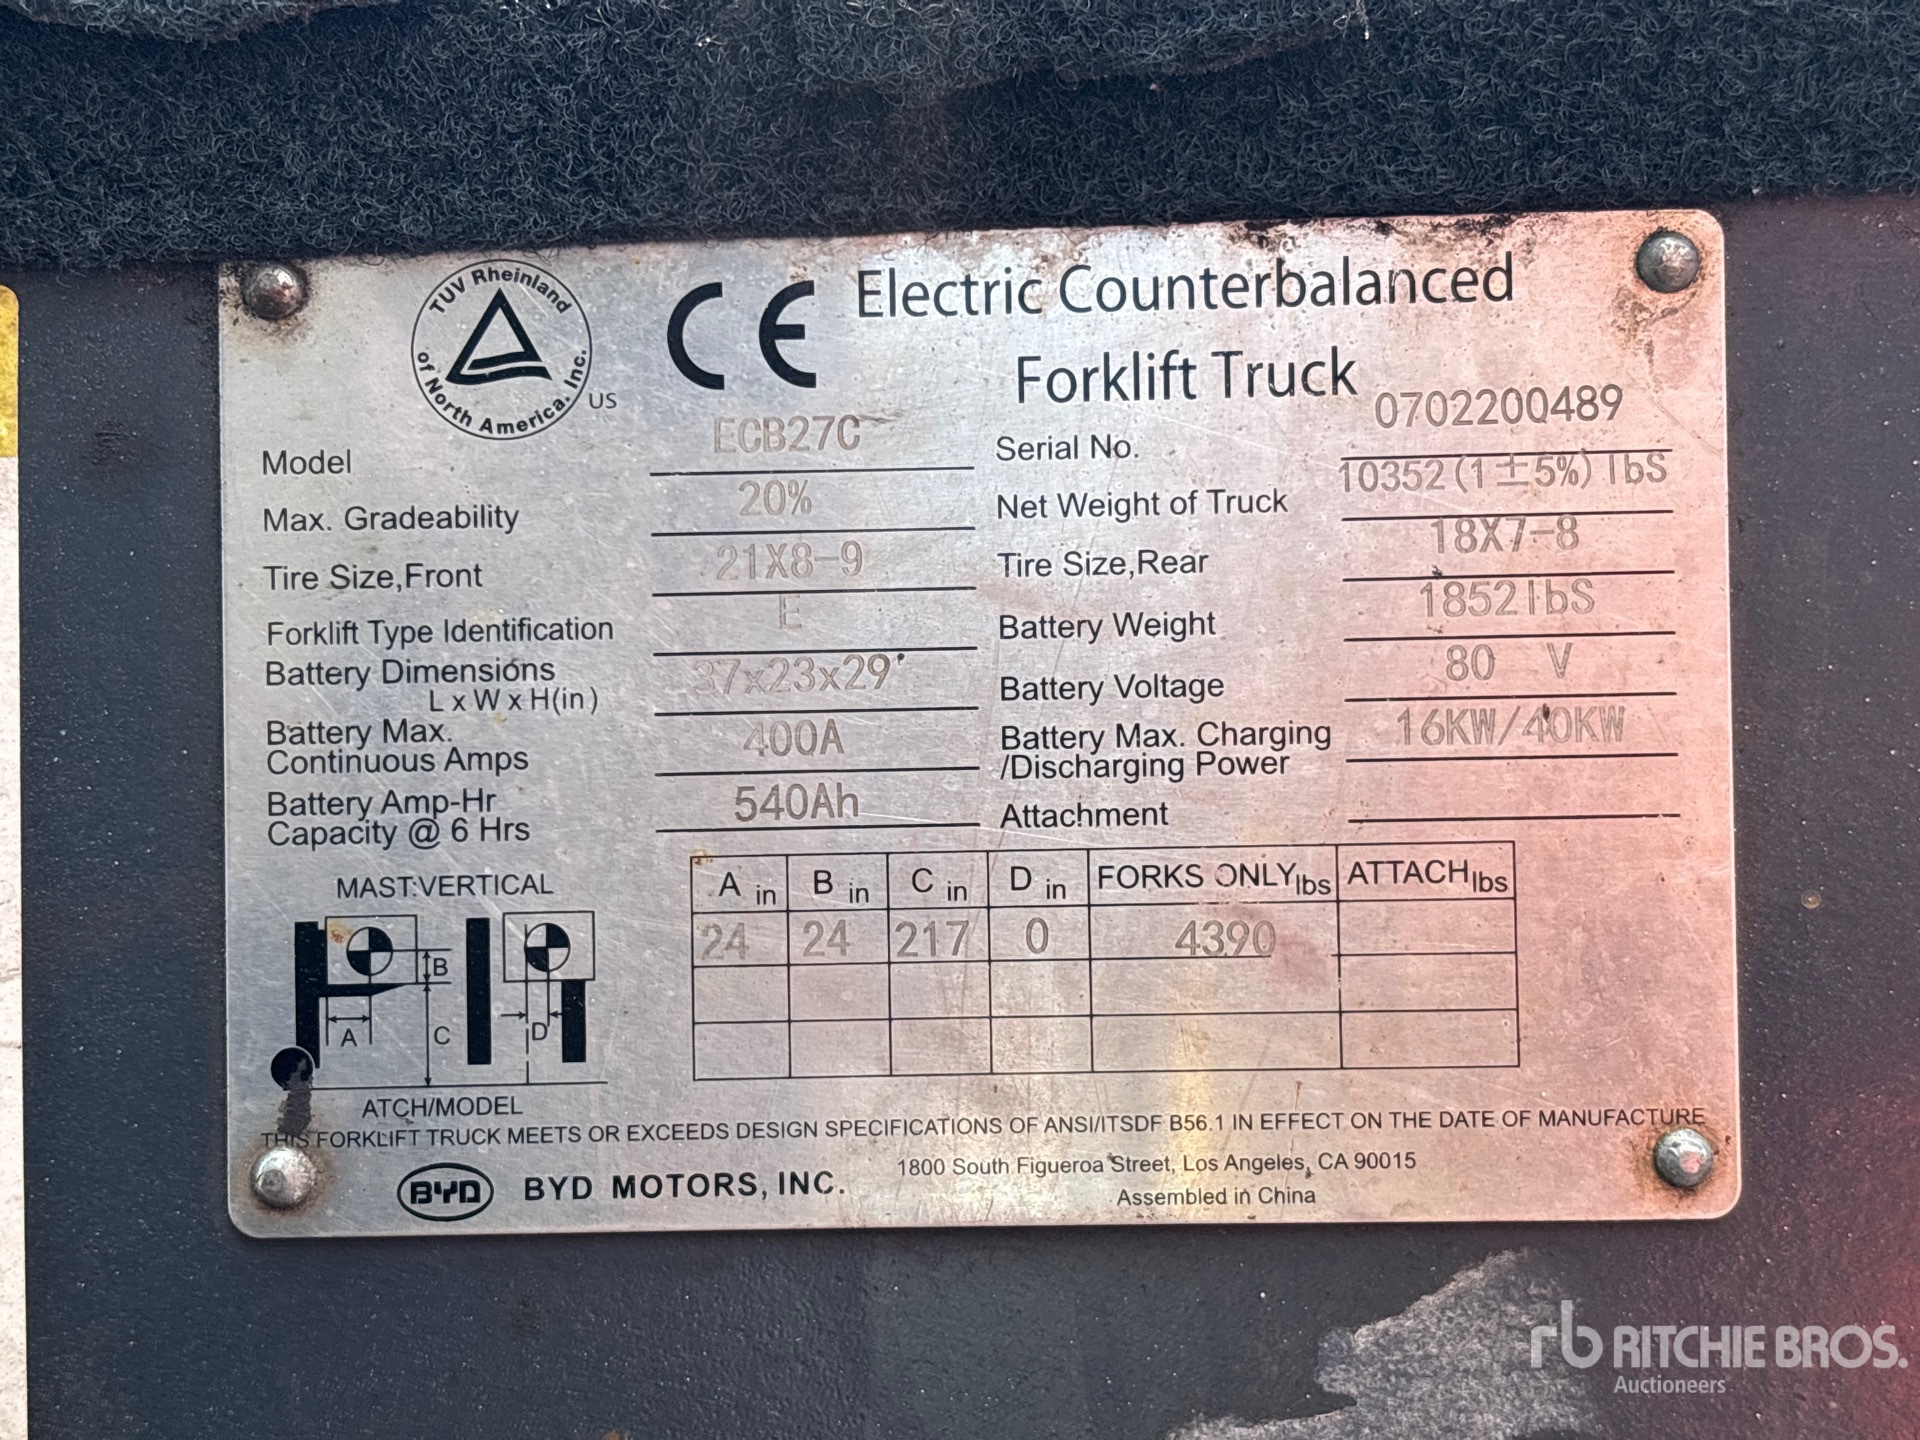 TUV Rheinland of North America, Inc.
US
CE
Electric Counterbalanced
Forklift Truck
Model ECB27C Serial No. 0702200489
Max. Gradeability 20% Net Weight of Truck 10352(1±5%)lbS
Tire Size,Front 21X8-9 Tire Size,Rear 18X7-8
Forklift Type Identification E Battery Weight 1852lbS
Battery Dimensions
L x W x H(in) 37x23x29 Battery Voltage 80 V
Battery Max.
Continuous Amps 400A Battery Max. Charging
/Discharging Power 16KW/40KW
Battery Amp-Hr
Capacity @ 6 Hrs 540Ah Attachment
MAST:VERTICAL
A in B in C in D in FORKS ONLY lbs ATTACH lbs
24 24 217 0 4390
A B C D
ATCH/MODEL
THIS FORKLIFT TRUCK MEETS OR EXCEEDS DESIGN SPECIFICATIONS OF ANSI/ITSDF B56.1 IN EFFECT ON THE DATE OF MANUFACTURE
BYD BYD MOTORS, INC.
1800 South Figueroa Street, Los Angeles, CA 90015
Assembled in China
rb RITCHIE BROS.
Auctioneers